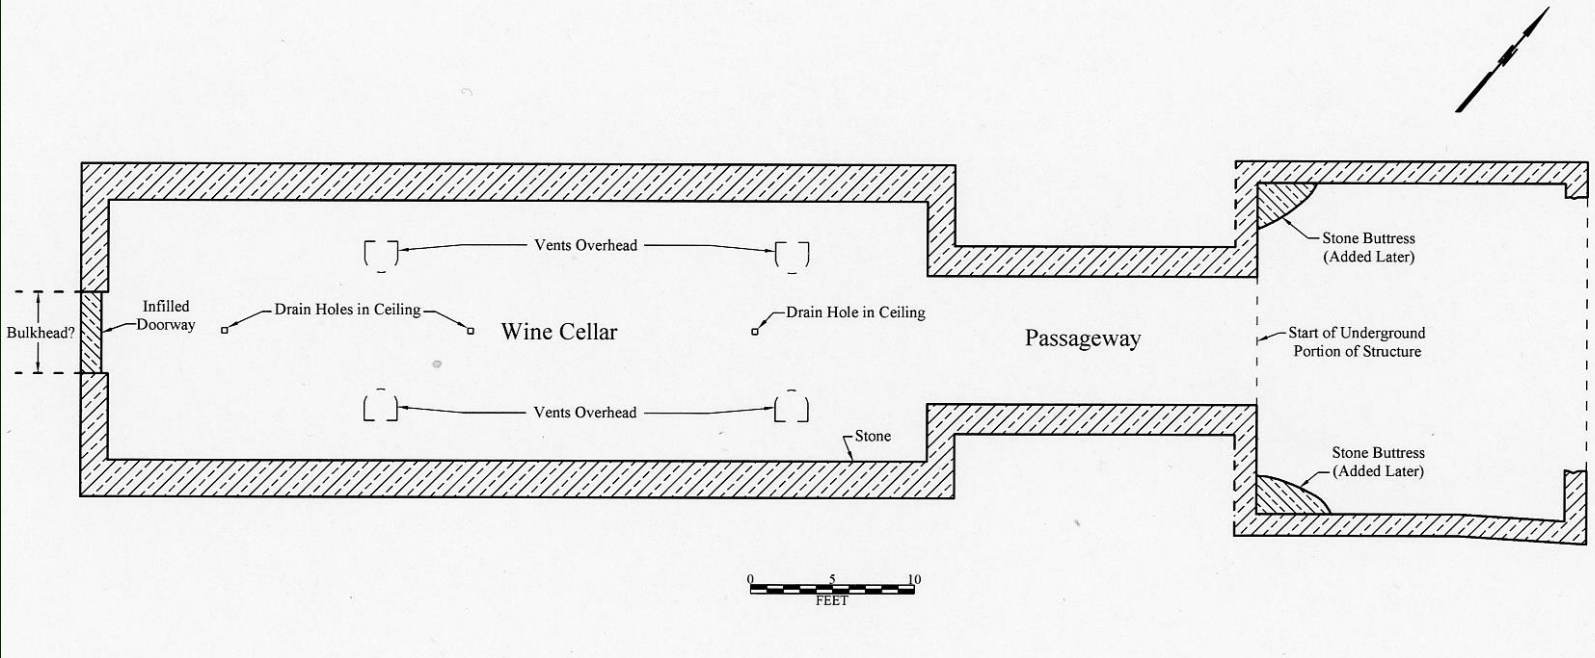 Vents Overhead
Stone Buttress
(Added Later)
Infilled
Doorway
Bulkhead?
Drain Holes in Ceiling
Wine Cellar
Drain Hole in Ceiling
Passageway
Start of Underground
Portion of Structure
Vents Overhead
Stone
Stone Buttress
(Added Later)
0 5 10
FEET